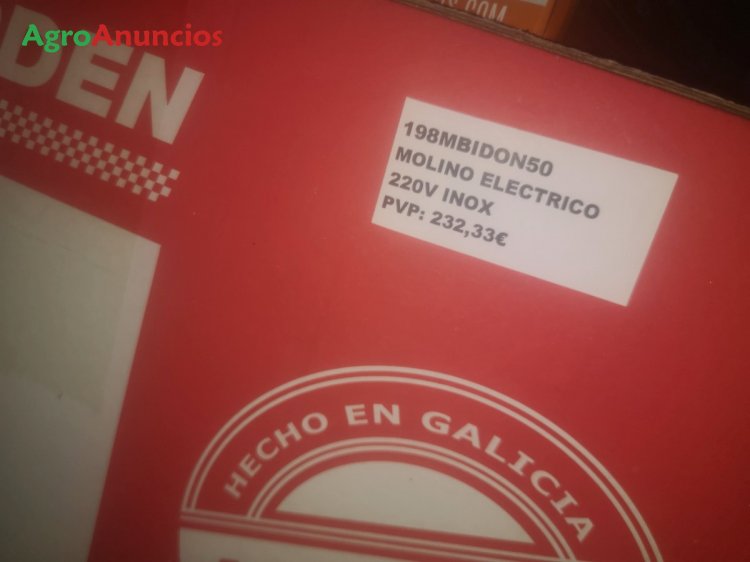 AgroAnuncios
DEN
198MBIDON50
MOLINO ELECTRICO
220V INOX
PVP: 232,33€
HECHO EN GALICIA